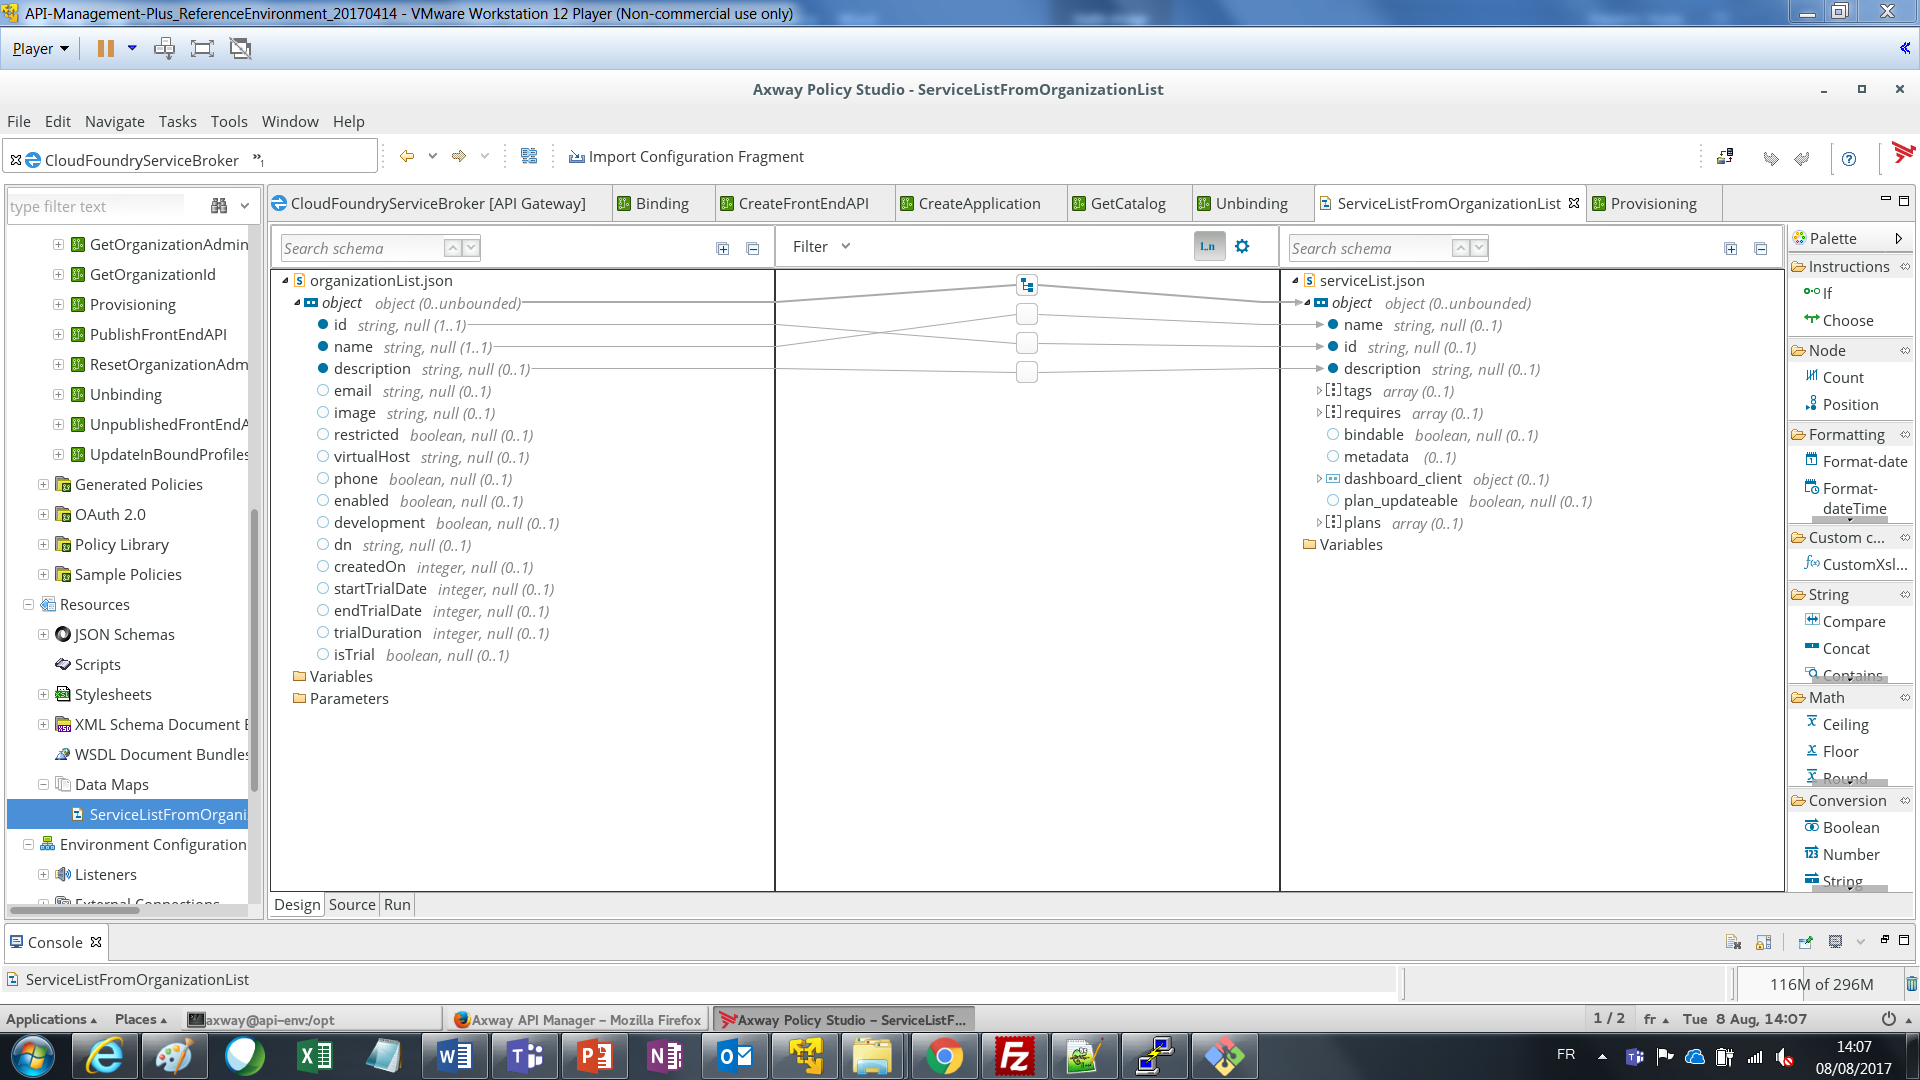 API-Management-Plus_ReferenceEnvironment_20170414 - VMware Workstation 12 Player (Non-commercial use only)
Player
Axway Policy Studio - ServiceListFromOrganizationList
File Edit Navigate Tasks Tools Window Help
CloudFoundryServiceBroker "1
Import Configuration Fragment
type filter text
CloudFoundryServiceBroker [API Gateway] Binding CreateFrontEndAPI CreateApplication GetCatalog Unbinding ServiceListFromOrganizationList Provisioning
GetOrganizationAdmin
GetOrganizationId
Provisioning
PublishFrontEndAPI
ResetOrganizationAdm
Unbinding
UnpublishedFrontEndA
UpdateInBoundProfiles
Generated Policies
OAuth 2.0
Policy Library
Sample Policies
Resources
JSON Schemas
Scripts
Stylesheets
XML Schema Document B
WSDL Document Bundles
Data Maps
ServiceListFromOrgani
Environment Configuration
Listeners
External Connections
Search schema
organizationList.json
object object (0..unbounded)
id string, null (1..1)
name string, null (1..1)
description string, null (0..1)
email string, null (0..1)
image string, null (0..1)
restricted boolean, null (0..1)
virtualHost string, null (0..1)
phone boolean, null (0..1)
enabled boolean, null (0..1)
development boolean, null (0..1)
dn string, null (0..1)
createdOn integer, null (0..1)
startTrialDate integer, null (0..1)
endTrialDate integer, null (0..1)
trialDuration integer, null (0..1)
isTrial boolean, null (0..1)
Variables
Parameters
Filter
1..n
Search schema
serviceList.json
object object (0..unbounded)
name string, null (0..1)
id string, null (0..1)
description string, null (0..1)
tags array (0..1)
requires array (0..1)
bindable boolean, null (0..1)
metadata (0..1)
dashboard_client object (0..1)
plan_updateable boolean, null (0..1)
plans array (0..1)
Variables
Palette
Instructions
If
Choose
Node
Count
Position
Formatting
Format-date
Format-
dateTime
Custom c...
CustomXsl...
String
Compare
Concat
Contains
Math
Ceiling
Floor
Round
Conversion
Boolean
Number
String
Design Source Run
Console
ServiceListFromOrganizationList
116M of 296M
Applications Places axway@api-env:/opt Axway API Manager – Mozilla Firefox Axway Policy Studio – ServiceListF...
1 / 2 fr Tue 8 Aug, 14:07
FR
14:07
08/08/2017